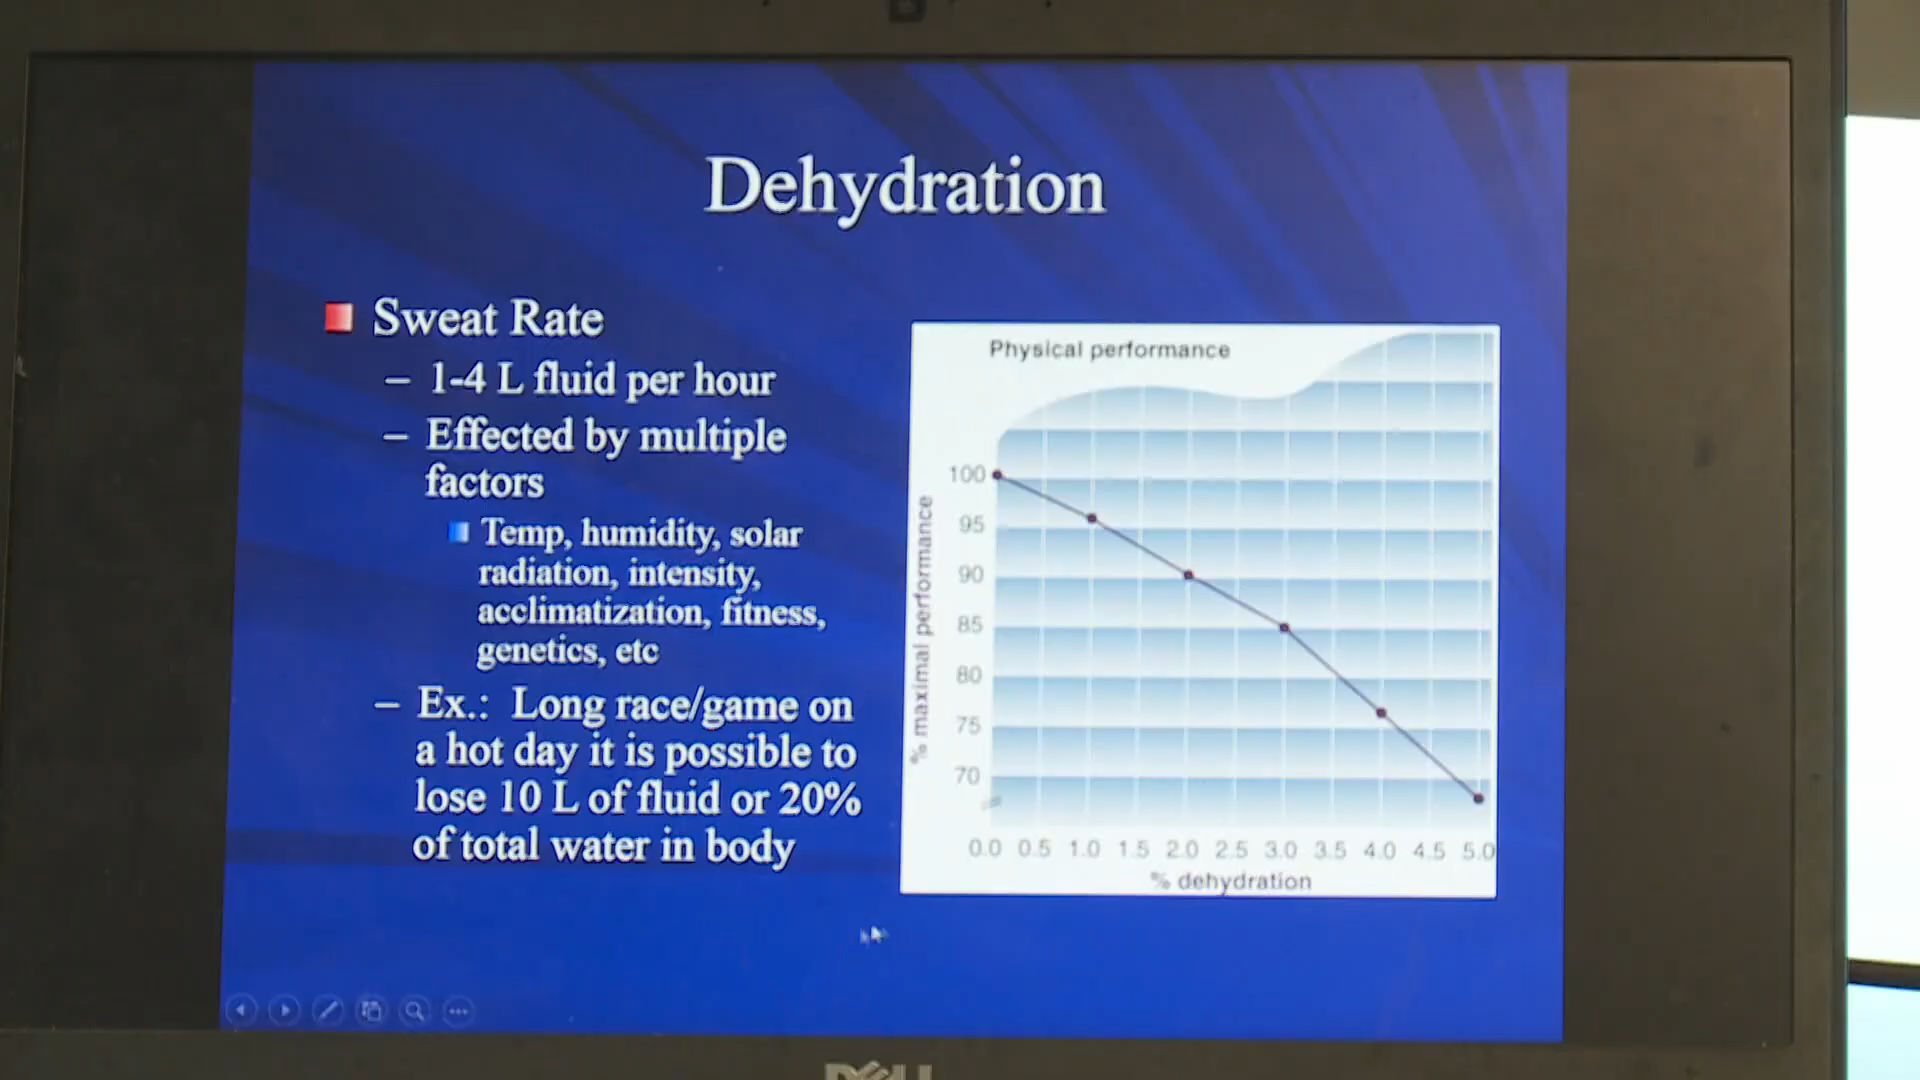 Dehydration
Sweat Rate
– 1-4 L fluid per hour
– Effected by multiple
factors
Temp, humidity, solar
radiation, intensity,
acclimatization, fitness,
genetics, etc
– Ex.: Long race/game on
a hot day it is possible to
lose 10 L of fluid or 20%
of total water in body
Physical performance
% maximal performance
100
95
90
85
80
75
70
0.0 0.5 1.0 1.5 2.0 2.5 3.0 3.5 4.0 4.5 5.0
% dehydration
DELL